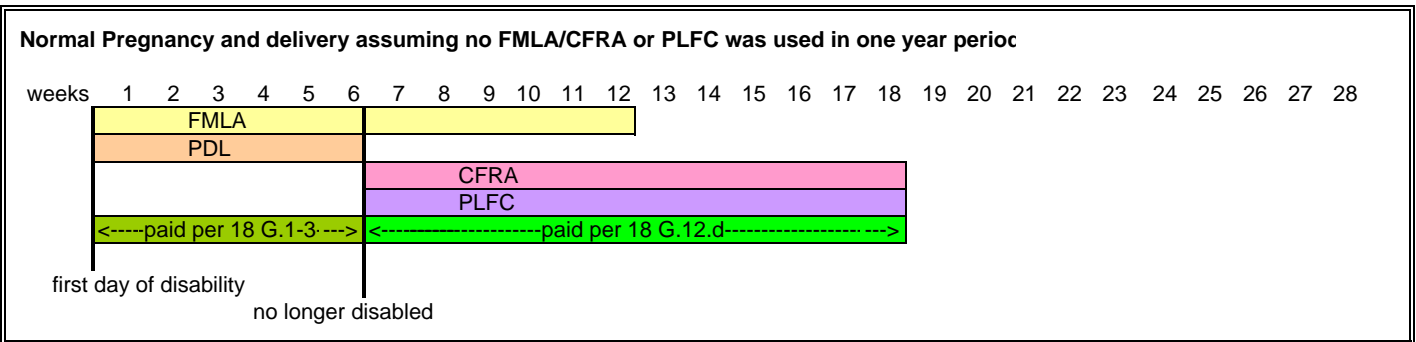 Normal Pregnancy and delivery assuming no FMLA/CFRA or PLFC was used in one year perioc
weeks 1 2 3 4 5 6 7 8 9 10 11 12 13 14 15 16 17 18 19 20 21 22 23 24 25 26 27 28
FMLA
PDL
CFRA
PLFC
<-----paid per 18 G.1-3----> <------------------------paid per 18 G.12.d----------------------->
first day of disability
no longer disabled